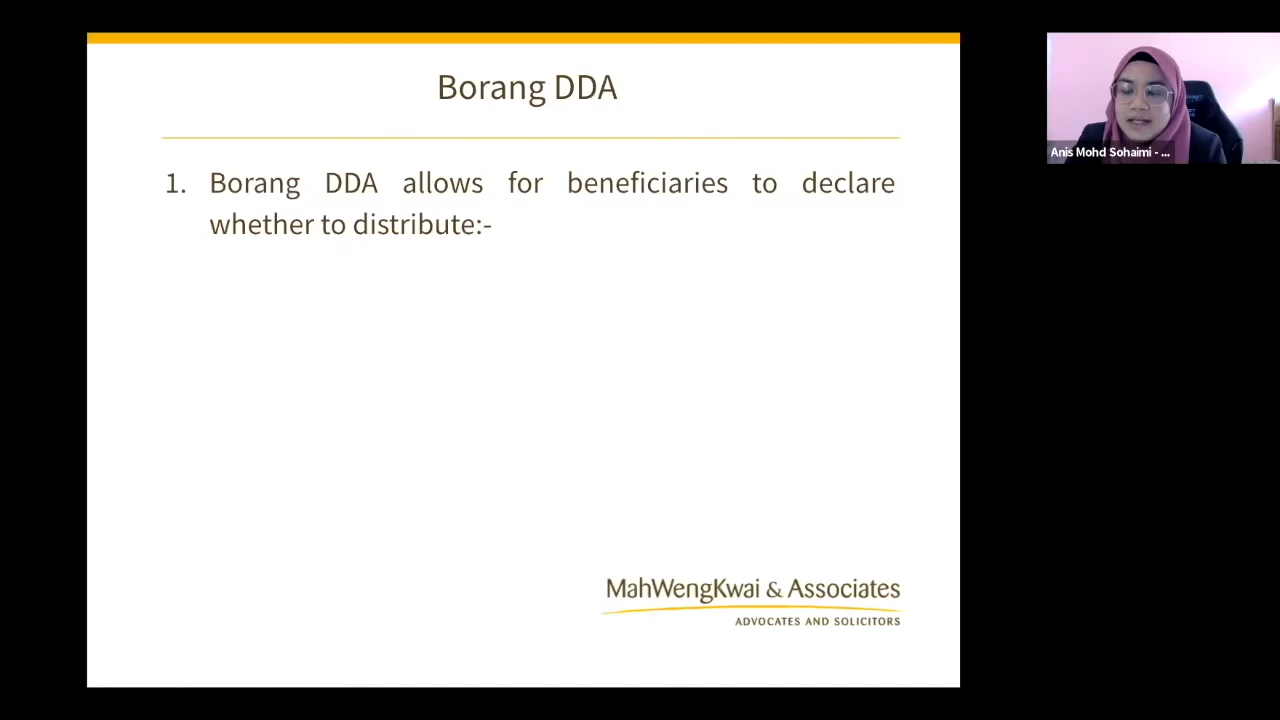 Borang DDA
1. Borang DDA allows for beneficiaries to declare
whether to distribute:-
MahWengKwai & Associates
ADVOCATES AND SOLICITORS
Anis Mohd Sohaimi - ...